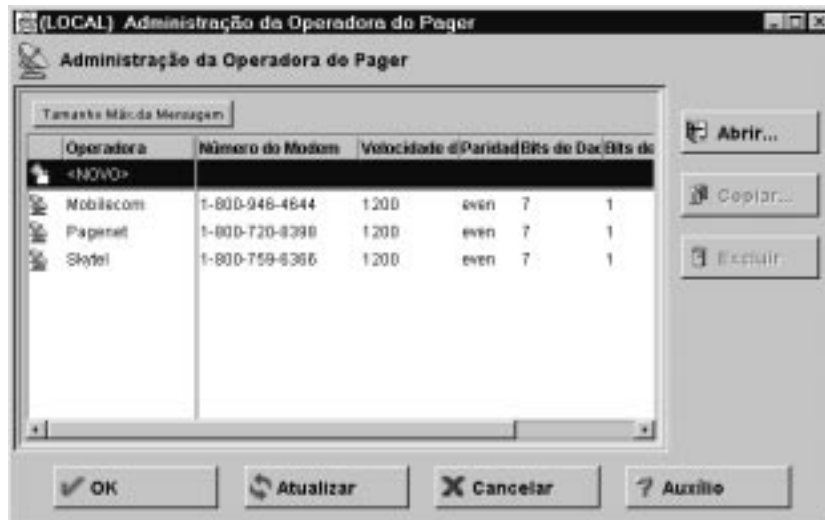 (LOCAL) Administração da Operadora do Pager
Administração da Operadora do Pager
Tamanho Máx.da Mensagem
Operadora Número do Modem Velocidade d Paridad Bits de Dac Bits de
<NOVO>
Mobilecom 1-800-946-4644 1200 even 7 1
Pagenet 1-800-720-8398 1200 even 7 1
Skytel 1-800-759-6366 1200 even 7 1
Abrir...
Copiar...
Excluir
OK Atualizar Cancelar Auxílio